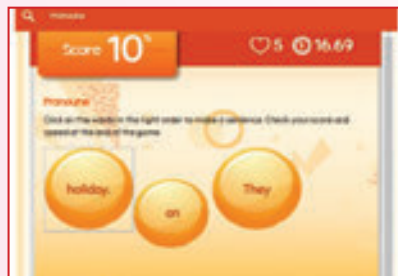 Pronouns
Score 10%
5 16.69
Pronouns
Click on the words in the right order to make a sentence. Check your score and
speed at the end of the game.
holiday.
on
They